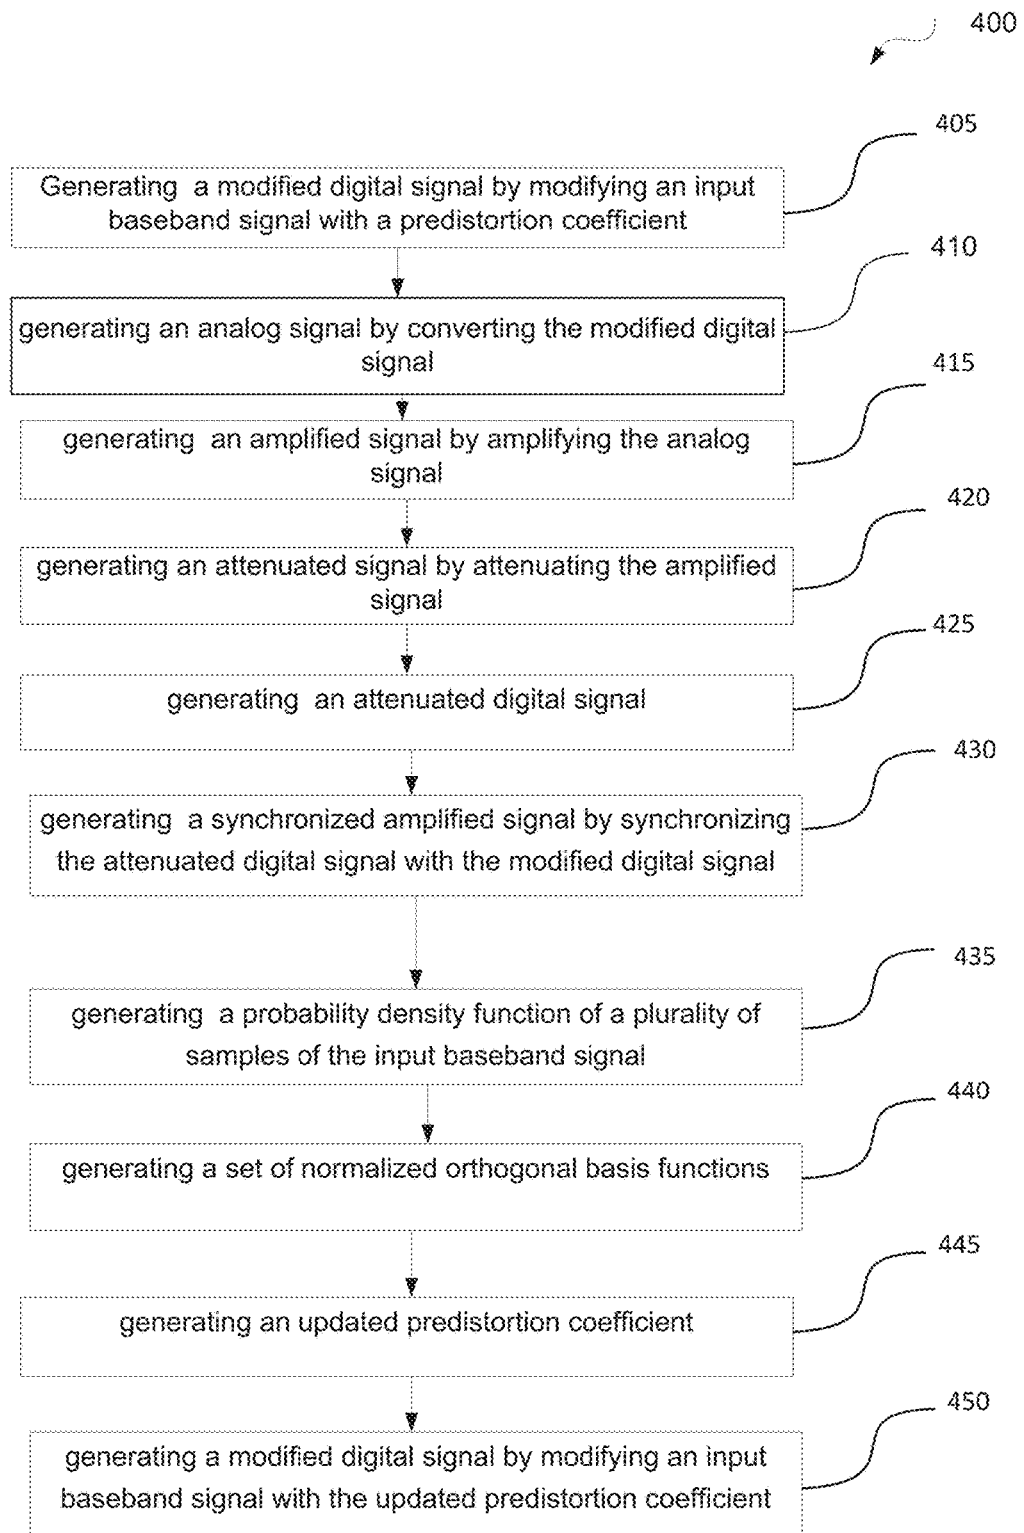 400
405
Generating a modified digital signal by modifying an input
baseband signal with a predistortion coefficient
410
generating an analog signal by converting the modified digital
signal
415
generating an amplified signal by amplifying the analog
signal
420
generating an attenuated signal by attenuating the amplified
signal
425
generating an attenuated digital signal
430
generating a synchronized amplified signal by synchronizing
the attenuated digital signal with the modified digital signal
435
generating a probability density function of a plurality of
samples of the input baseband signal
440
generating a set of normalized orthogonal basis functions
445
generating an updated predistortion coefficient
450
generating a modified digital signal by modifying an input
baseband signal with the updated predistortion coefficient